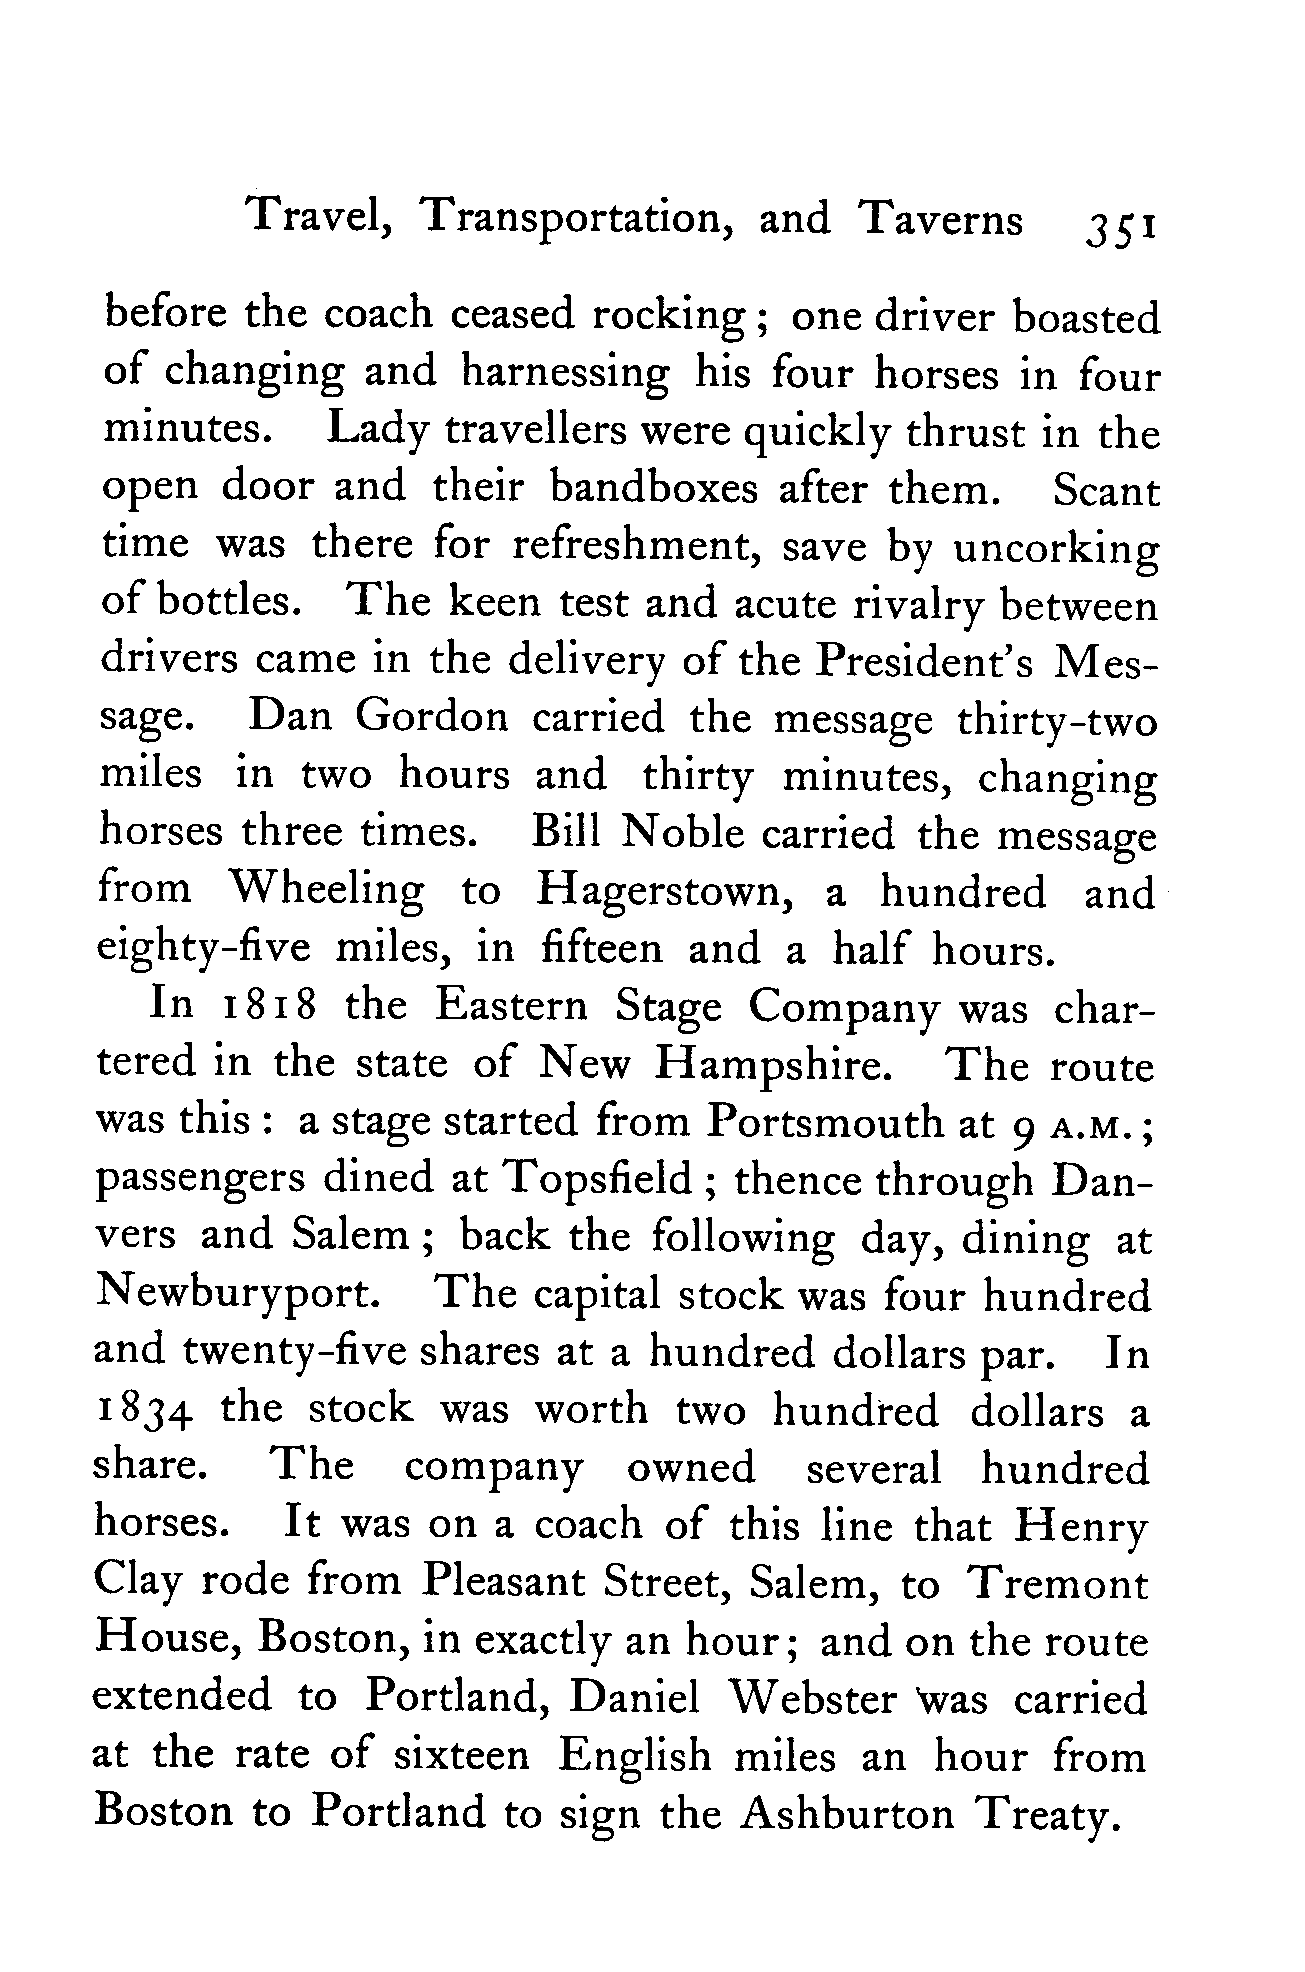 Travel, Transportation, and Taverns 351
before the coach ceased rocking; one driver boasted
of changing and harnessing his four horses in four
minutes. Lady travellers were quickly thrust in the
open door and their bandboxes after them. Scant
time was there for refreshment, save by uncorking
of bottles. The keen test and acute rivalry between
drivers came in the delivery of the President's Mes-
sage. Dan Gordon carried the message thirty-two
miles in two hours and thirty minutes, changing
horses three times. Bill Noble carried the message
from Wheeling to Hagerstown, a hundred and
eighty-five miles, in fifteen and a half hours.
In 1818 the Eastern Stage Company was char-
tered in the state of New Hampshire. The route
was this: a stage started from Portsmouth at 9 A.M.;
passengers dined at Topsfield; thence through Dan-
vers and Salem; back the following day, dining at
Newburyport. The capital stock was four hundred
and twenty-five shares at a hundred dollars par. In
1834 the stock was worth two hundred dollars a
share. The company owned several hundred
horses. It was on a coach of this line that Henry
Clay rode from Pleasant Street, Salem, to Tremont
House, Boston, in exactly an hour; and on the route
extended to Portland, Daniel Webster was carried
at the rate of sixteen English miles an hour from
Boston to Portland to sign the Ashburton Treaty.